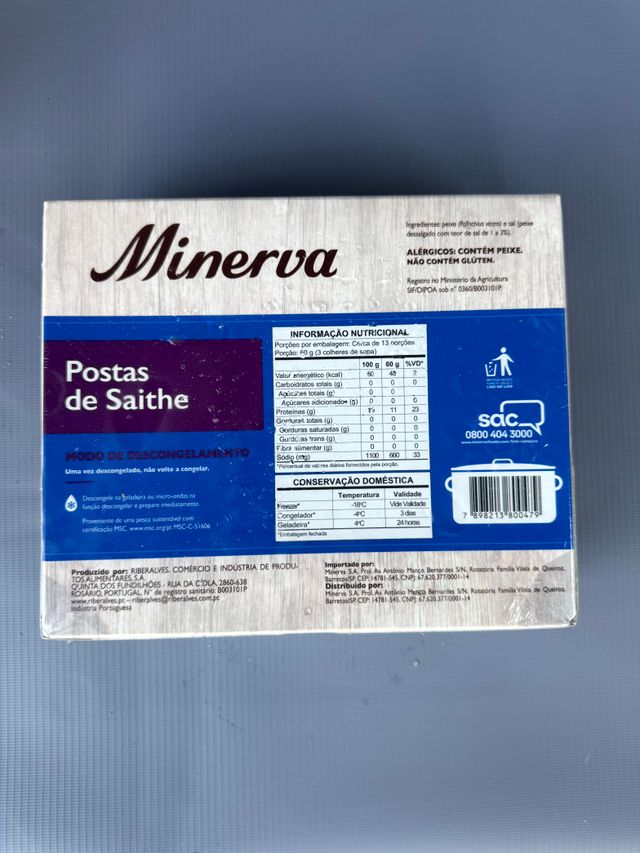 Minerva
Ingredientes: peixe (Pollachius virens) e sal (peixe
dessalgado com teor de sal de 1 a 3%).
ALÉRGICOS: CONTÉM PEIXE.
NÃO CONTÉM GLÚTEN.
Registro no Ministério da Agricultura
SIF/DIPOA sob nº 0360/B003101P.
Postas
de Saithe
MODO DE DESCONGELAMENTO
Uma vez descongelado, não volte a congelar.
Descongele na geladeira ou micro-ondas na
função descongelar e prepare imediatamente.
Proveniente de uma pesca sustentável com
certificação MSC. www.msc.org/pt MSC-C-51606
INFORMAÇÃO NUTRICIONAL
Porções por embalagem: Cerca de 13 porções
Porção: 60 g (3 colheres de sopa)
100 g 60 g %VD*
Valor energético (kcal) 48 2
Carboidratos totais (g) 0 0 0
Açúcares totais (g) 0 0
Açúcares adicionados (g) 0 0
Proteínas (g) 11 23
Gorduras totais (g) 0 0 0
Gorduras saturadas (g) 0 0 0
Gorduras trans (g) 0 0 0
Fibra alimentar (g) 0 0 0
Sódio (mg) 1100 660 33
*Percentual de valores diários fornecidos pela porção.
CONSERVAÇÃO DOMÉSTICA
Temperatura Validade
Freezer* -18ºC Vide Validade
Congelador* -4ºC 3 dias
Geladeira* 4ºC 24 horas
*Embalagem fechada
sac
0800 404 3000
7 898213 800479
Produzido por: RIBERALVES, COMÉRCIO E INDÚSTRIA DE PRODU-
TOS ALIMENTARES, S.A.
QUINTA DOS FUNDILHÕES - RUA DA C'DLA, 2860-638
ROSÁRIO, PORTUGAL. Nº de registro sanitário: B003101P
www.riberalves.pt – riberalves@riberalves.com.pt
Indústria Portuguesa
Importado por:
Minerva S.A, Prol. Av. Antônio Manço Bernardes S/N, Rotatória Família Vilela de Queiroz.
Barretos/SP, CEP: 14781-545, CNPJ: 67.620.377/0001-14
Distribuído por:
Minerva S.A, Prol. Av. Antônio Manço Bernardes S/N, Rotatória Família Vilela de Queiroz.
Barretos/SP, CEP: 14781-545, CNPJ: 67.620.377/0001-14